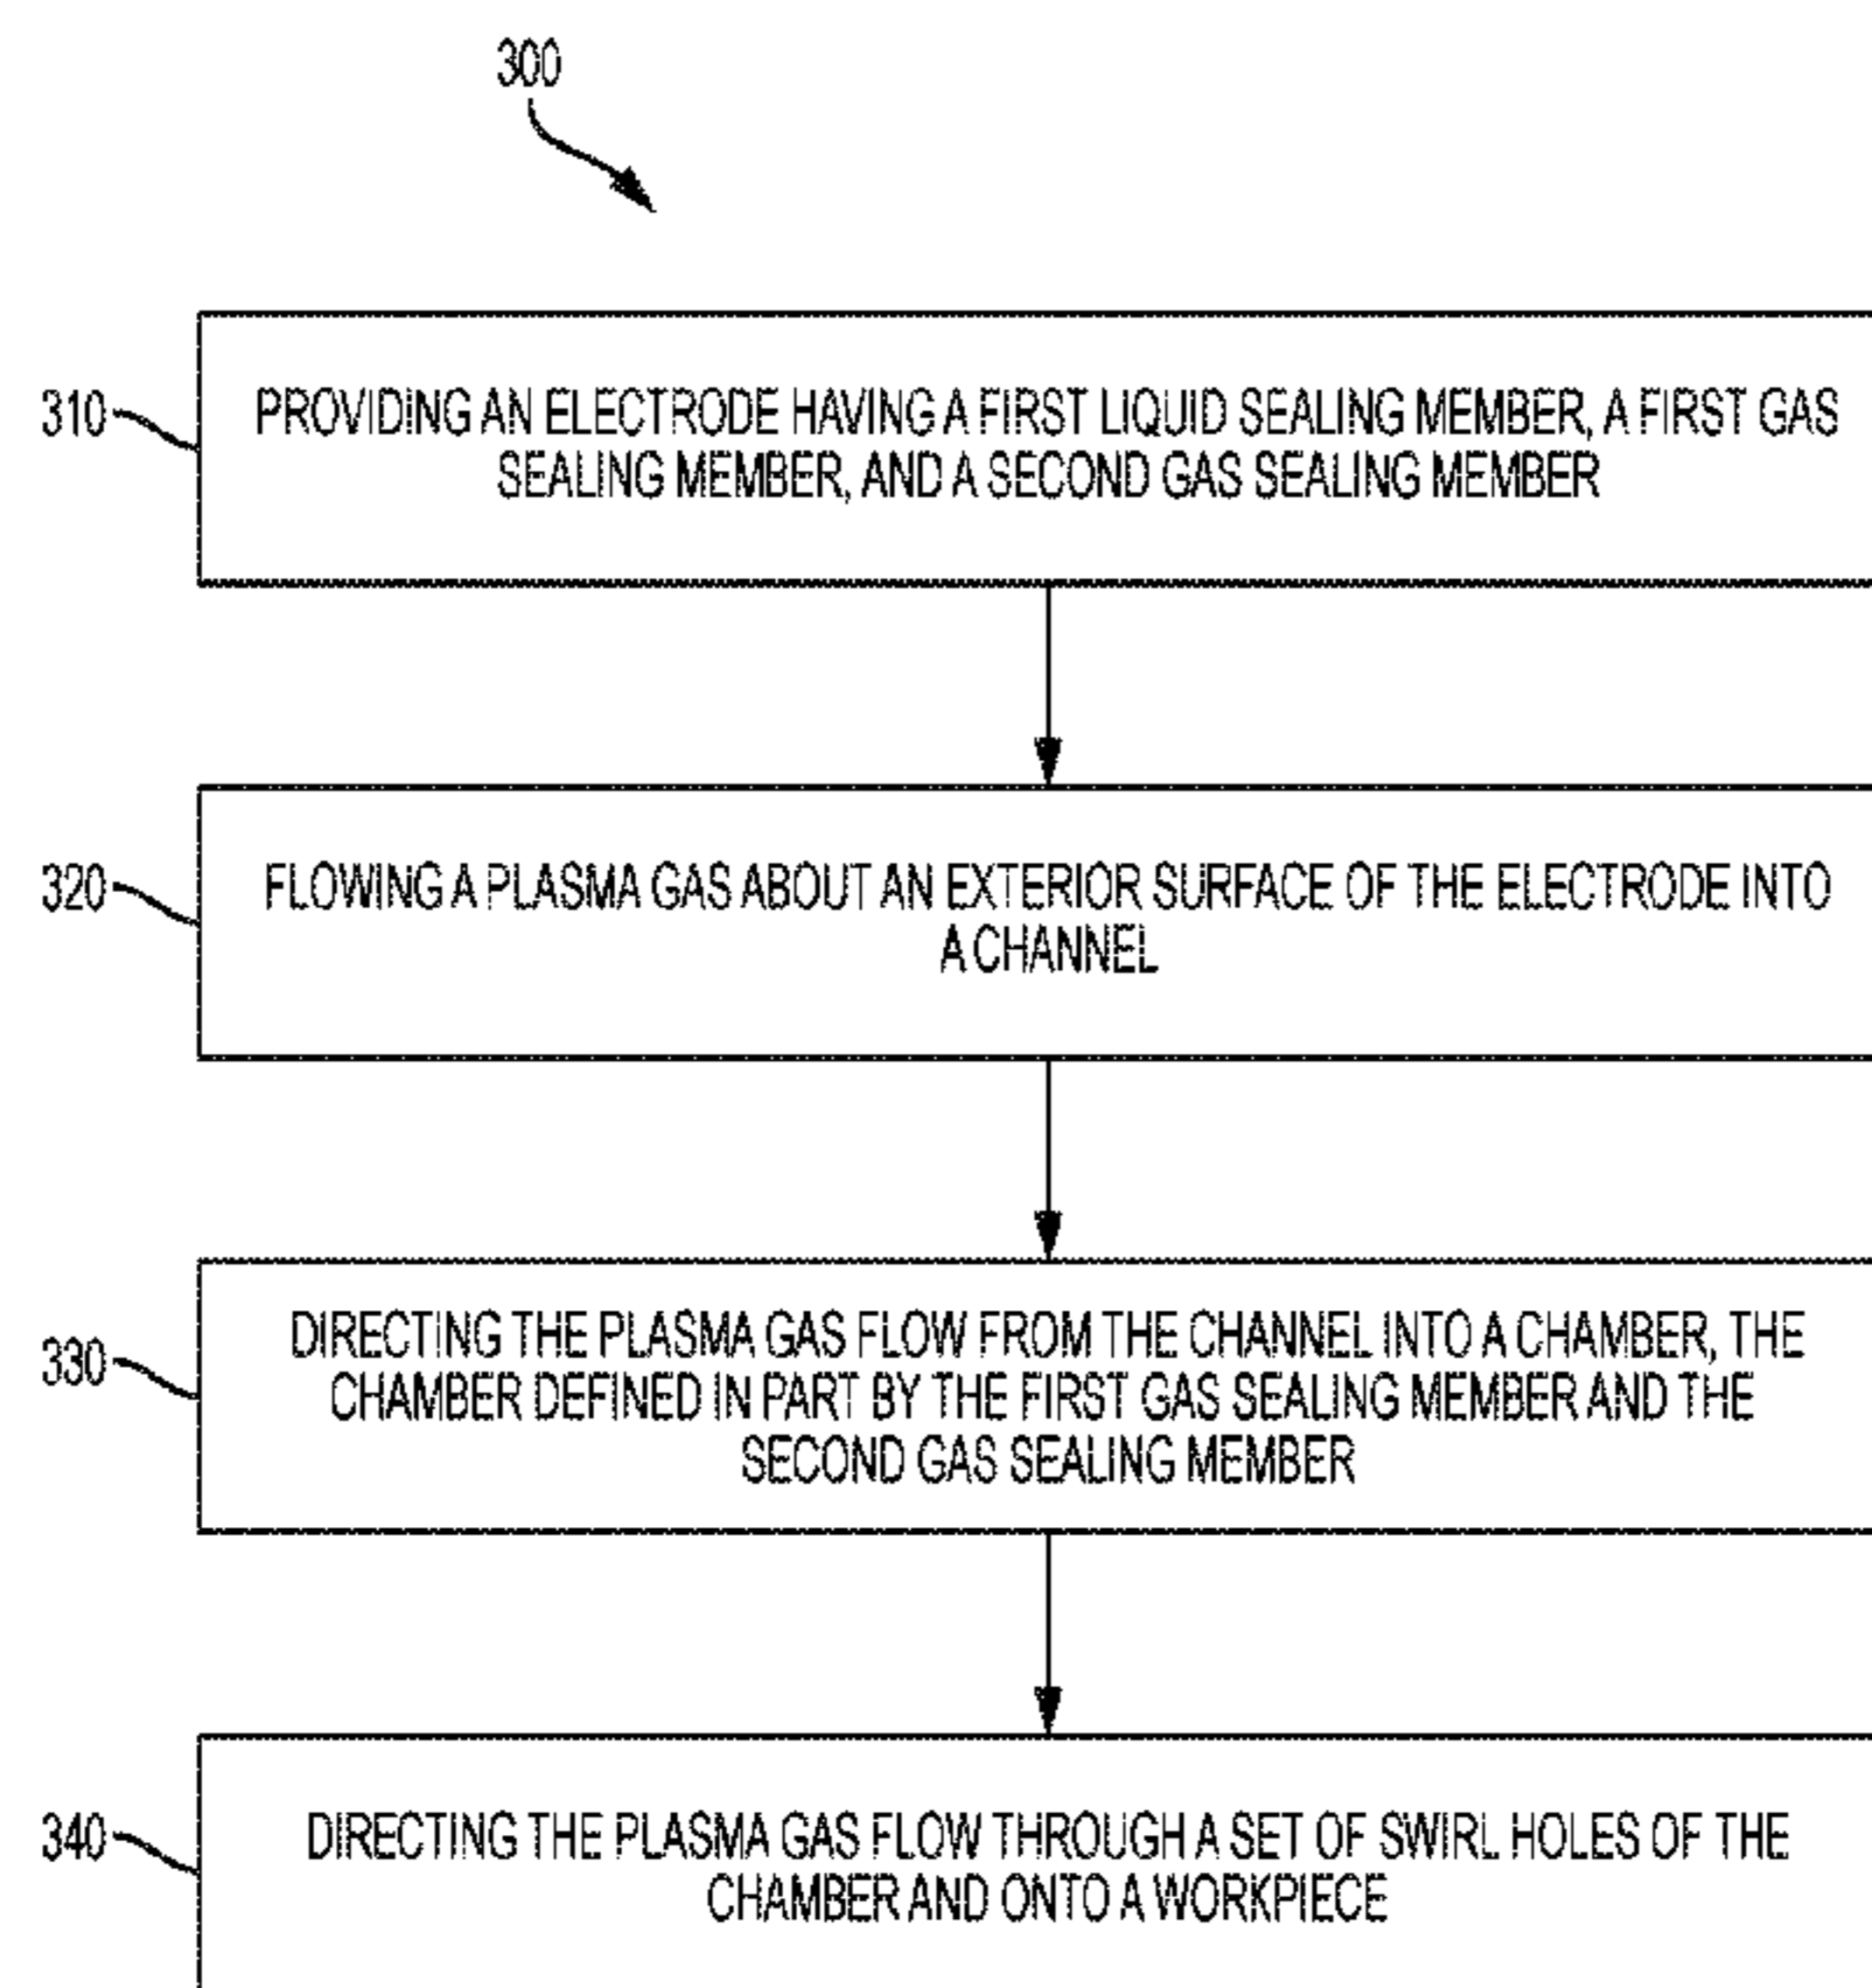 300
310
PROVIDING AN ELECTRODE HAVING A FIRST LIQUID SEALING MEMBER, A FIRST GAS
SEALING MEMBER, AND A SECOND GAS SEALING MEMBER
320
FLOWING A PLASMA GAS ABOUT AN EXTERIOR SURFACE OF THE ELECTRODE INTO
A CHANNEL
330
DIRECTING THE PLASMA GAS FLOW FROM THE CHANNEL INTO A CHAMBER, THE
CHAMBER DEFINED IN PART BY THE FIRST GAS SEALING MEMBER AND THE
SECOND GAS SEALING MEMBER
340
DIRECTING THE PLASMA GAS FLOW THROUGH A SET OF SWIRL HOLES OF THE
CHAMBER AND ONTO A WORKPIECE